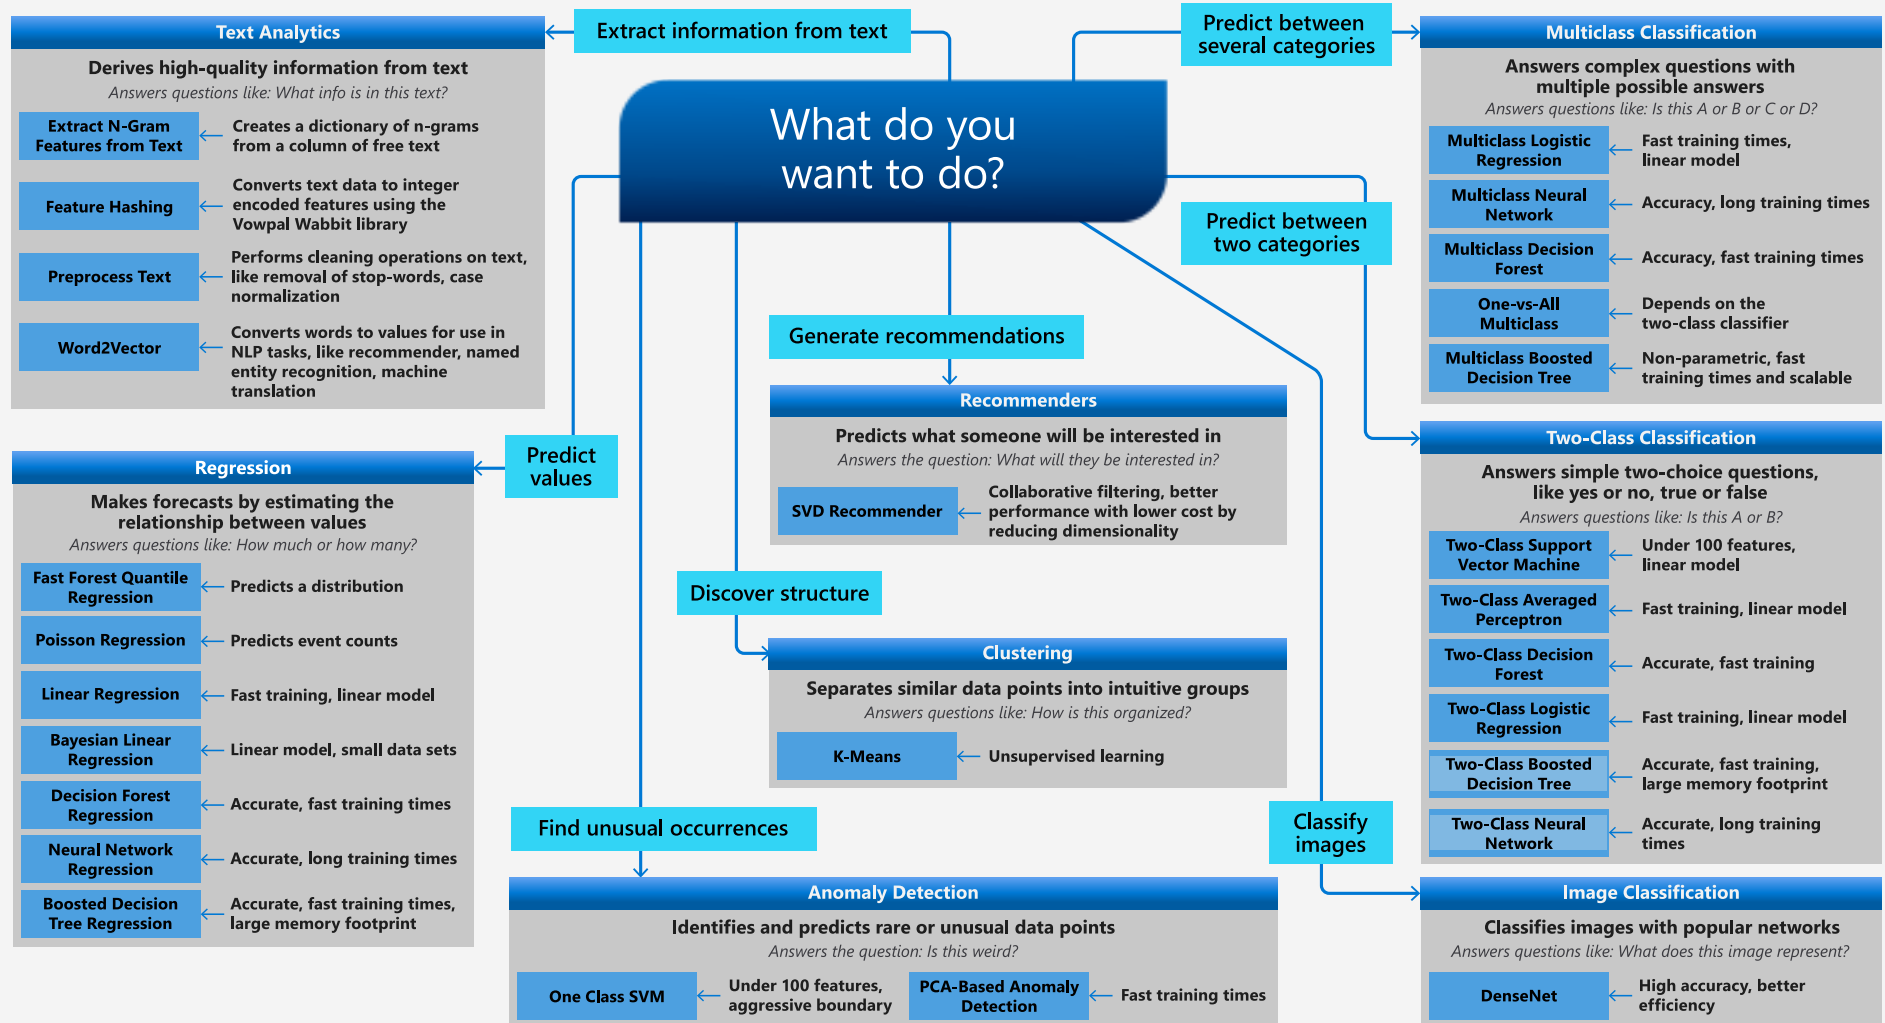 What do you
want to do?
Extract information from text
Text Analytics
Derives high-quality information from text
Answers questions like: What info is in this text?
Extract N-Gram
Features from Text
Creates a dictionary of n-grams
from a column of free text
Feature Hashing
Converts text data to integer
encoded features using the
Vowpal Wabbit library
Preprocess Text
Performs cleaning operations on text,
like removal of stop-words, case
normalization
Word2Vector
Converts words to values for use in
NLP tasks, like recommender, named
entity recognition, machine
translation
Predict
values
Regression
Makes forecasts by estimating the
relationship between values
Answers questions like: How much or how many?
Fast Forest Quantile
Regression
Predicts a distribution
Poisson Regression
Predicts event counts
Linear Regression
Fast training, linear model
Bayesian Linear
Regression
Linear model, small data sets
Decision Forest
Regression
Accurate, fast training times
Neural Network
Regression
Accurate, long training times
Boosted Decision
Tree Regression
Accurate, fast training times,
large memory footprint
Generate recommendations
Recommenders
Predicts what someone will be interested in
Answers the question: What will they be interested in?
SVD Recommender
Collaborative filtering, better
performance with lower cost by
reducing dimensionality
Discover structure
Clustering
Separates similar data points into intuitive groups
Answers questions like: How is this organized?
K-Means
Unsupervised learning
Find unusual occurrences
Anomaly Detection
Identifies and predicts rare or unusual data points
Answers the question: Is this weird?
One Class SVM
Under 100 features,
aggressive boundary
PCA-Based Anomaly
Detection
Fast training times
Predict between
several categories
Multiclass Classification
Answers complex questions with
multiple possible answers
Answers questions like: Is this A or B or C or D?
Multiclass Logistic
Regression
Fast training times,
linear model
Multiclass Neural
Network
Accuracy, long training times
Multiclass Decision
Forest
Accuracy, fast training times
One-vs-All
Multiclass
Depends on the
two-class classifier
Multiclass Boosted
Decision Tree
Non-parametric, fast
training times and scalable
Predict between
two categories
Two-Class Classification
Answers simple two-choice questions,
like yes or no, true or false
Answers questions like: Is this A or B?
Two-Class Support
Vector Machine
Under 100 features,
linear model
Two-Class Averaged
Perceptron
Fast training, linear model
Two-Class Decision
Forest
Accurate, fast training
Two-Class Logistic
Regression
Fast training, linear model
Two-Class Boosted
Decision Tree
Accurate, fast training,
large memory footprint
Two-Class Neural
Network
Accurate, long training
times
Classify
images
Image Classification
Classifies images with popular networks
Answers questions like: What does this image represent?
DenseNet
High accuracy, better
efficiency